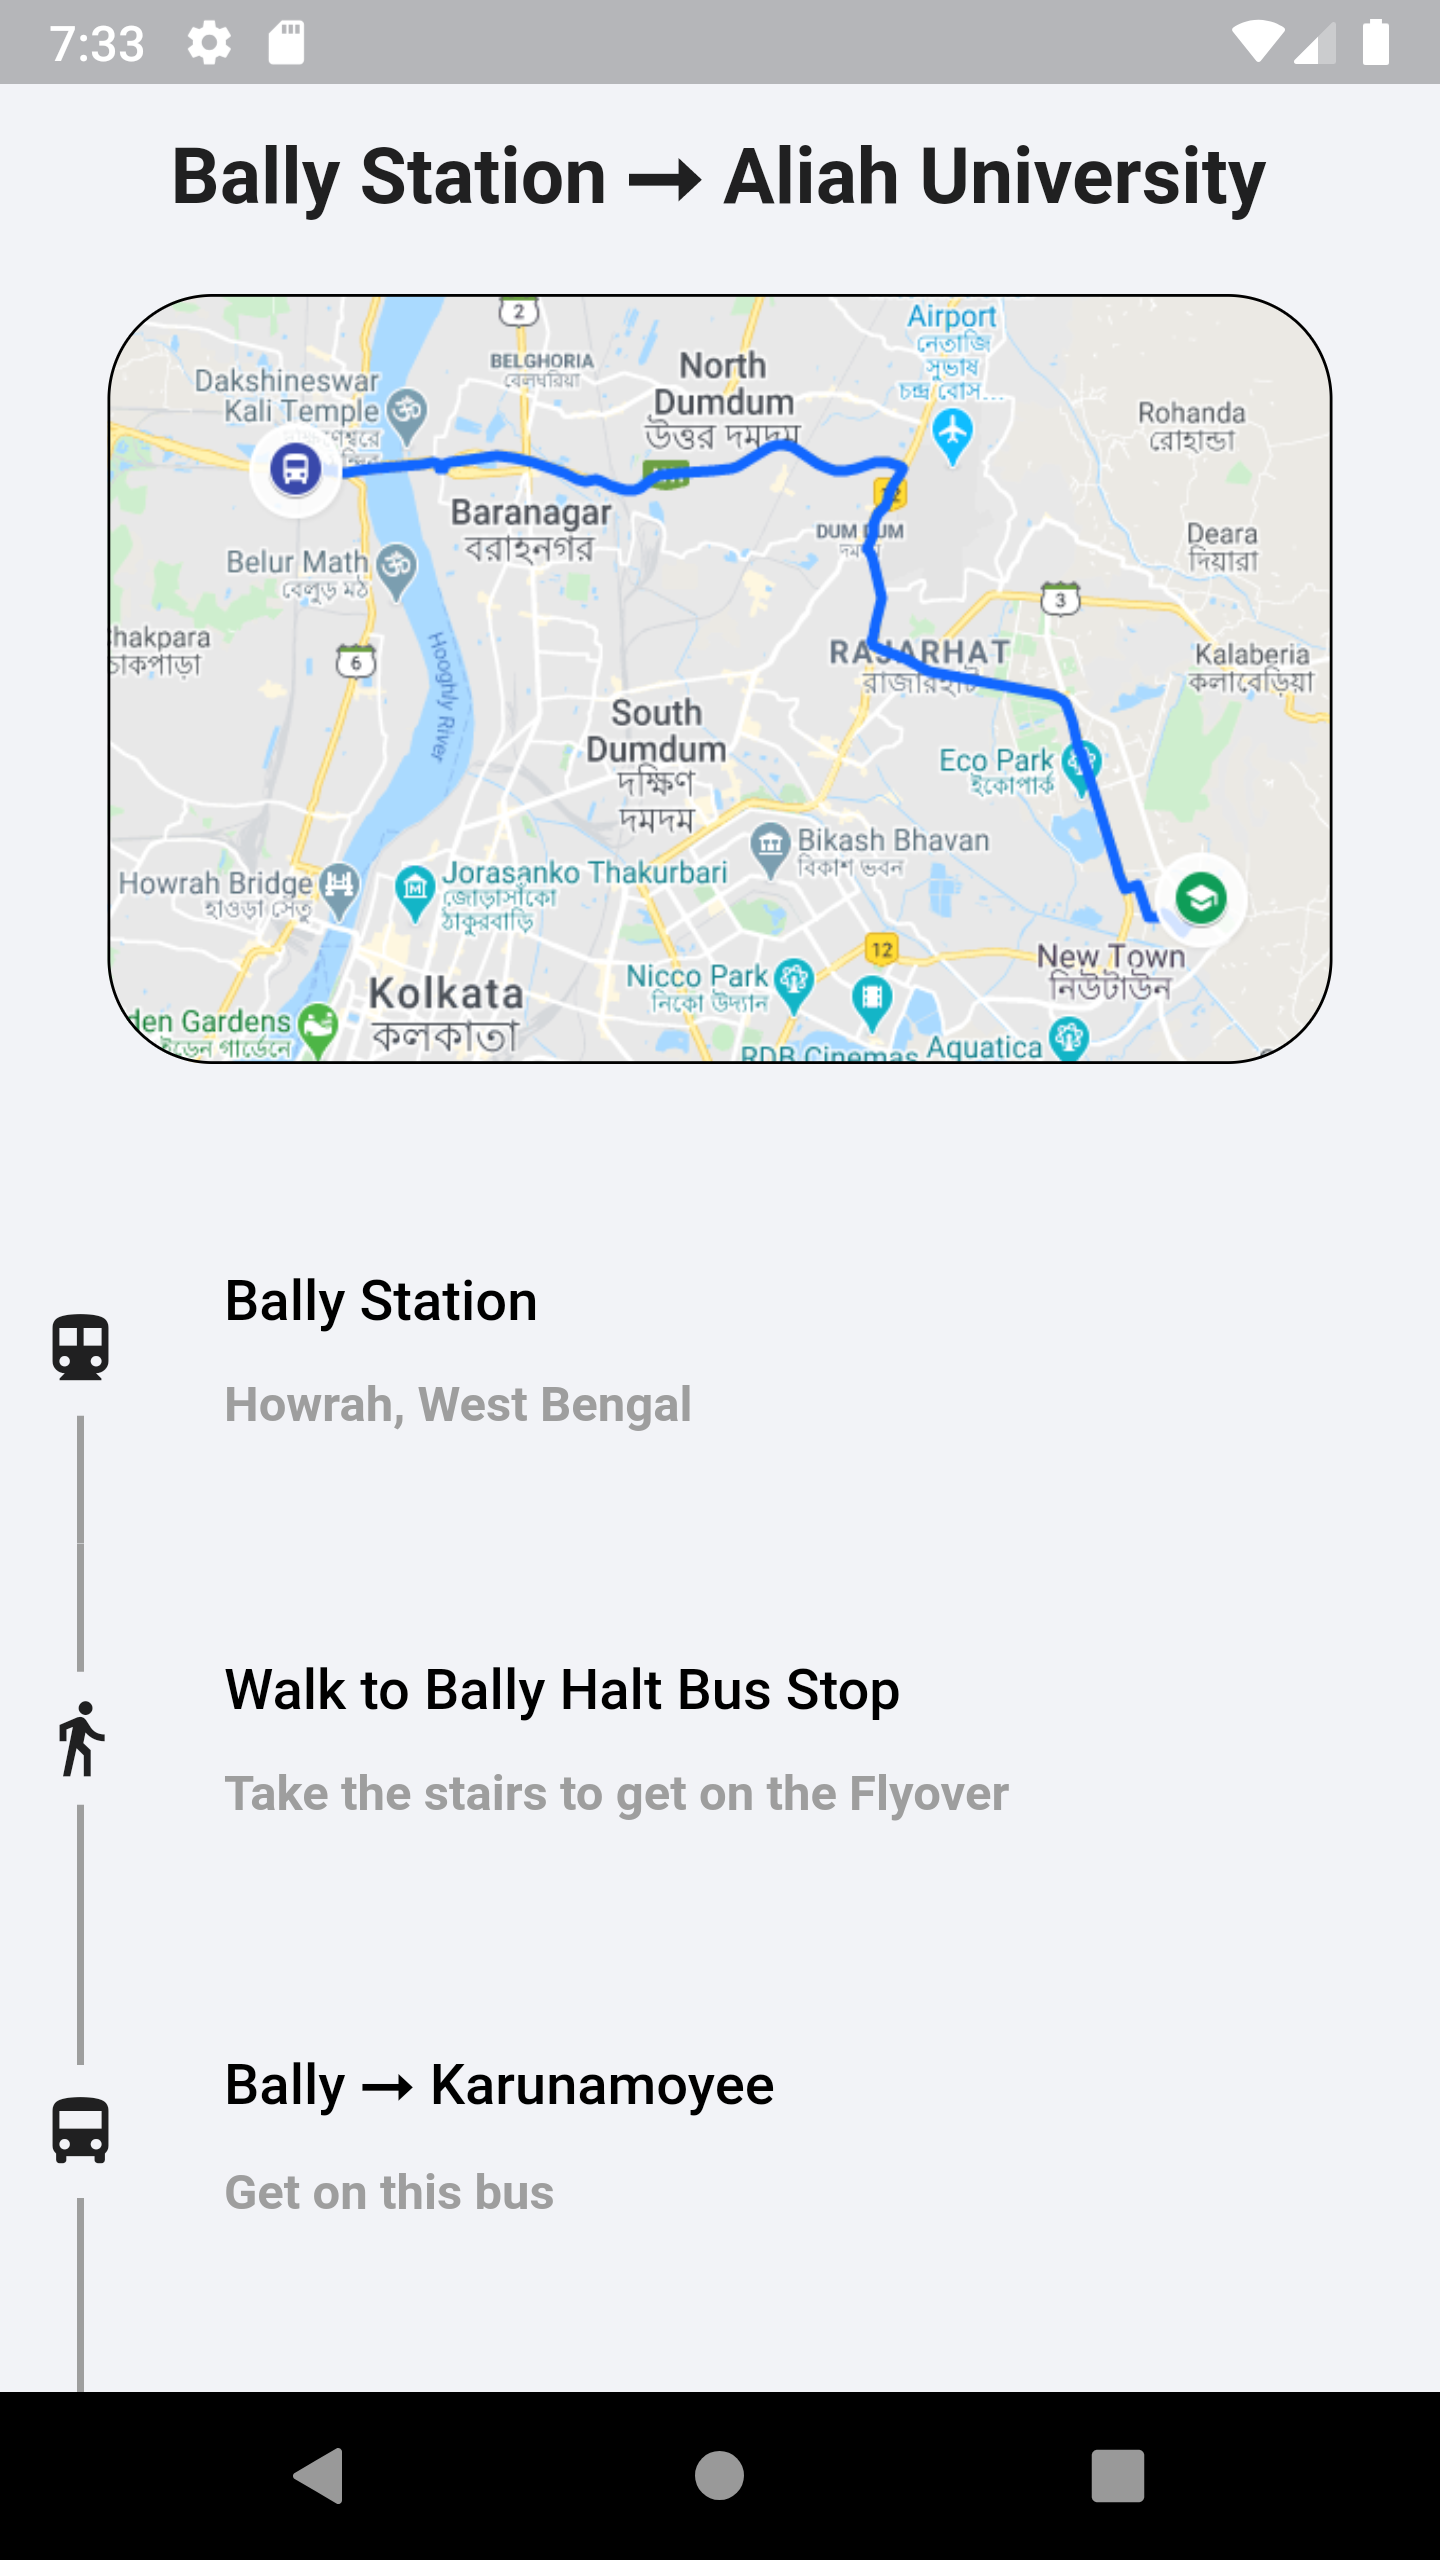 7:33
Bally Station → Aliah University
2
Airport
নেতাজি
সুভাষ
চন্দ্র বোস...
BELGHORIA
বেলঘরিয়া
North
Dumdum
উত্তর দমদম
Dakshineswar
Kali Temple
Rohanda
রোহান্ডা
Baranagar
বরাহনগর
DUM DUM
Deara
দিয়ারা
Belur Math
বেলুড় মঠ
3
hakpara
চাকপাড়া
6
Hooghly River
RAJARHAT
রাজারহাট
Kalaberia
কলাবেড়িয়া
South
Dumdum
দক্ষিণ
দমদম
Eco Park
ইকোপার্ক
Bikash Bhavan
বিকাশ ভবন
Howrah Bridge
হাওড়া সেতু
Jorasanko Thakurbari
জোড়াসাঁকো
ঠাকুরবাড়ি
12
New Town
নিউটাউন
Nicco Park
নিকো উদ্যান
Kolkata
কলকাতা
den Gardens
ইডেন গার্ডেনে
RDB Cinemas
Aquatica
Bally Station
Howrah, West Bengal
Walk to Bally Halt Bus Stop
Take the stairs to get on the Flyover
Bally → Karunamoyee
Get on this bus